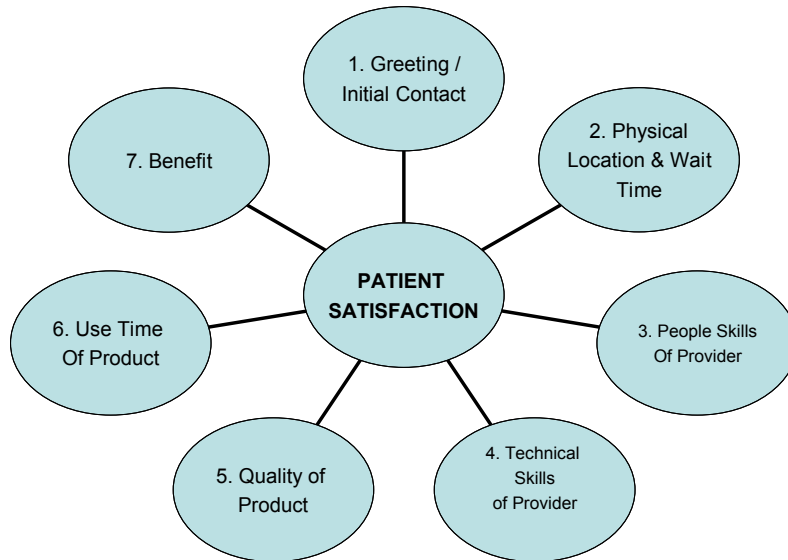 1. Greeting /
Initial Contact
2. Physical
Location & Wait
Time
3. People Skills
Of Provider
4. Technical
Skills
of Provider
5. Quality of
Product
6. Use Time
Of Product
7. Benefit
PATIENT
SATISFACTION